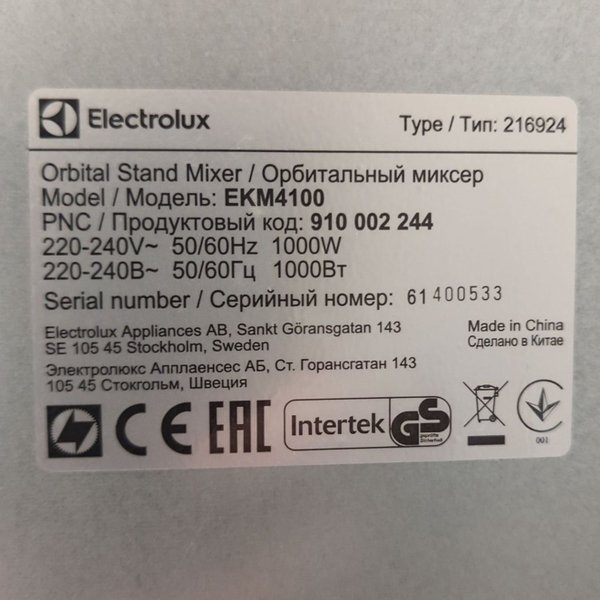 Electrolux
Type / Тип: 216924
Orbital Stand Mixer / Орбитальный миксер
Model / Модель: EKM4100
PNC / Продуктовый код: 910 002 244
220-240V~ 50/60Hz 1000W
220-240В~ 50/60Гц 1000Вт
Serial number / Серийный номер: 61400533
Electrolux Appliances AB, Sankt Göransgatan 143
SE 105 45 Stockholm, Sweden
Made in China
Сделано в Китае
Электролюкс Апплаенсес АБ, Ст. Горансгатан 143
105 45 Стокгольм, Швеция
CE EAC Intertek GS
geprüfte
Sicherheit
001